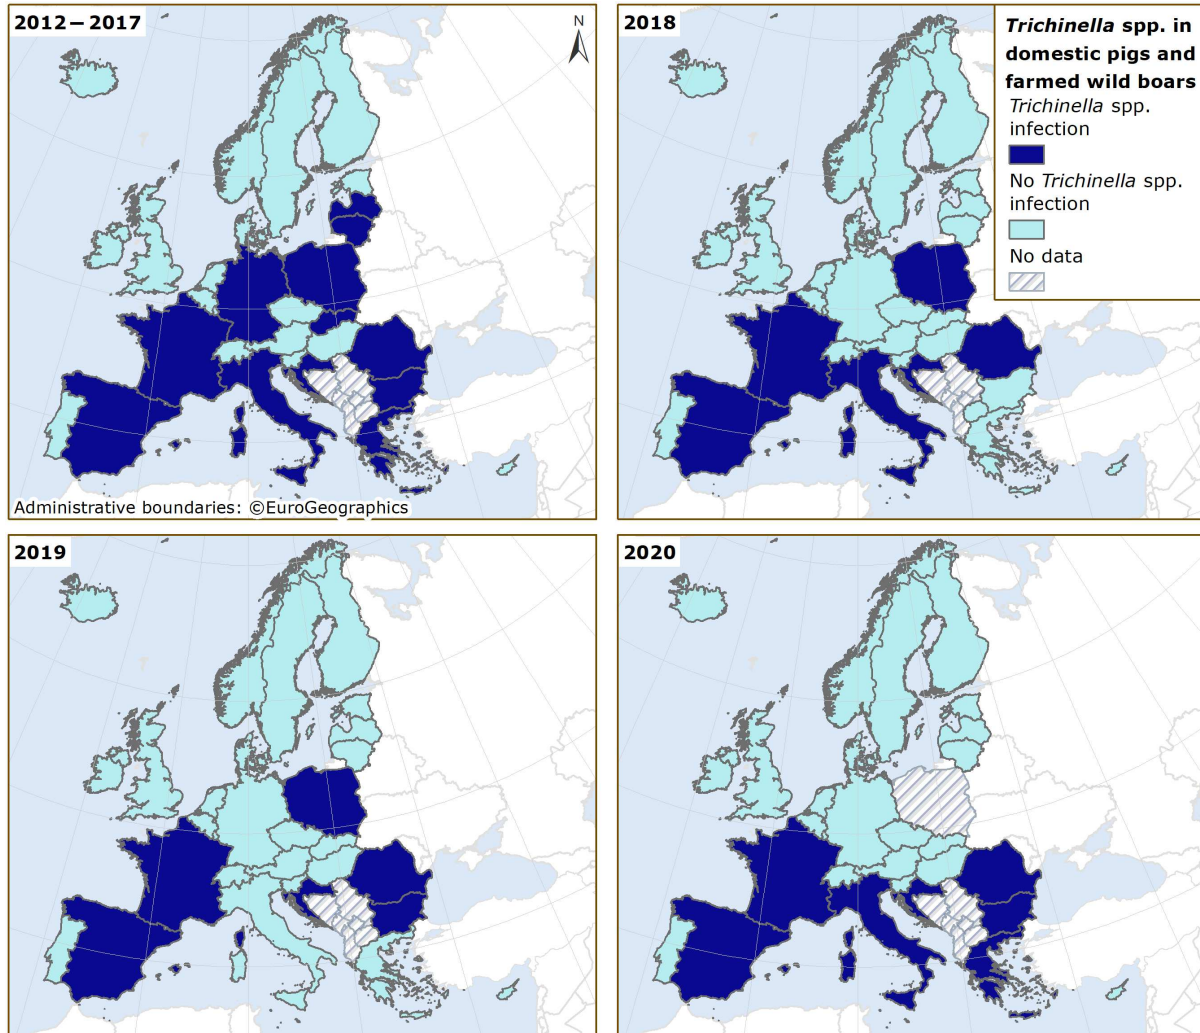 2012–2017
N
Administrative boundaries: ©EuroGeographics
2018
Trichinella spp. in
domestic pigs and
farmed wild boars
Trichinella spp.
infection
No Trichinella spp.
infection
No data
2019
2020